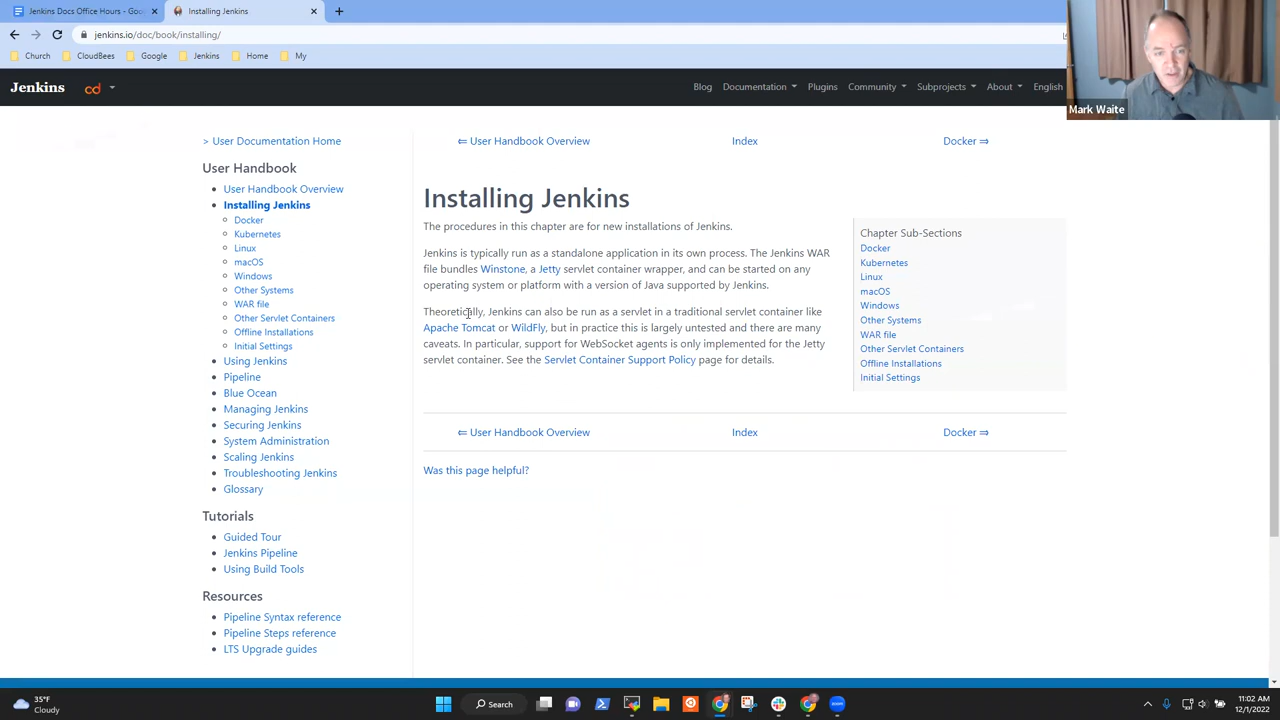 Jenkins Docs Office Hours - Goo
Installing Jenkins
jenkins.io/doc/book/installing/
Church
CloudBees
Google
Jenkins
Home
My
Jenkins
cd
Blog
Documentation
Plugins
Community
Subprojects
About
English
Mark Waite
> User Documentation Home
⇐ User Handbook Overview
Index
Docker ⇒
User Handbook
User Handbook Overview
Installing Jenkins
Docker
Kubernetes
Linux
macOS
Windows
Other Systems
WAR file
Other Servlet Containers
Offline Installations
Initial Settings
Using Jenkins
Pipeline
Blue Ocean
Managing Jenkins
Securing Jenkins
System Administration
Scaling Jenkins
Troubleshooting Jenkins
Glossary
Tutorials
Guided Tour
Jenkins Pipeline
Using Build Tools
Resources
Pipeline Syntax reference
Pipeline Steps reference
LTS Upgrade guides
Installing Jenkins
The procedures in this chapter are for new installations of Jenkins.
Jenkins is typically run as a standalone application in its own process. The Jenkins WAR
file bundles Winstone, a Jetty servlet container wrapper, and can be started on any
operating system or platform with a version of Java supported by Jenkins.
Theoretically, Jenkins can also be run as a servlet in a traditional servlet container like
Apache Tomcat or WildFly, but in practice this is largely untested and there are many
caveats. In particular, support for WebSocket agents is only implemented for the Jetty
servlet container. See the Servlet Container Support Policy page for details.
Chapter Sub-Sections
Docker
Kubernetes
Linux
macOS
Windows
Other Systems
WAR file
Other Servlet Containers
Offline Installations
Initial Settings
⇐ User Handbook Overview
Index
Docker ⇒
Was this page helpful?
35°F
Cloudy
Search
11:02 AM
12/1/2022